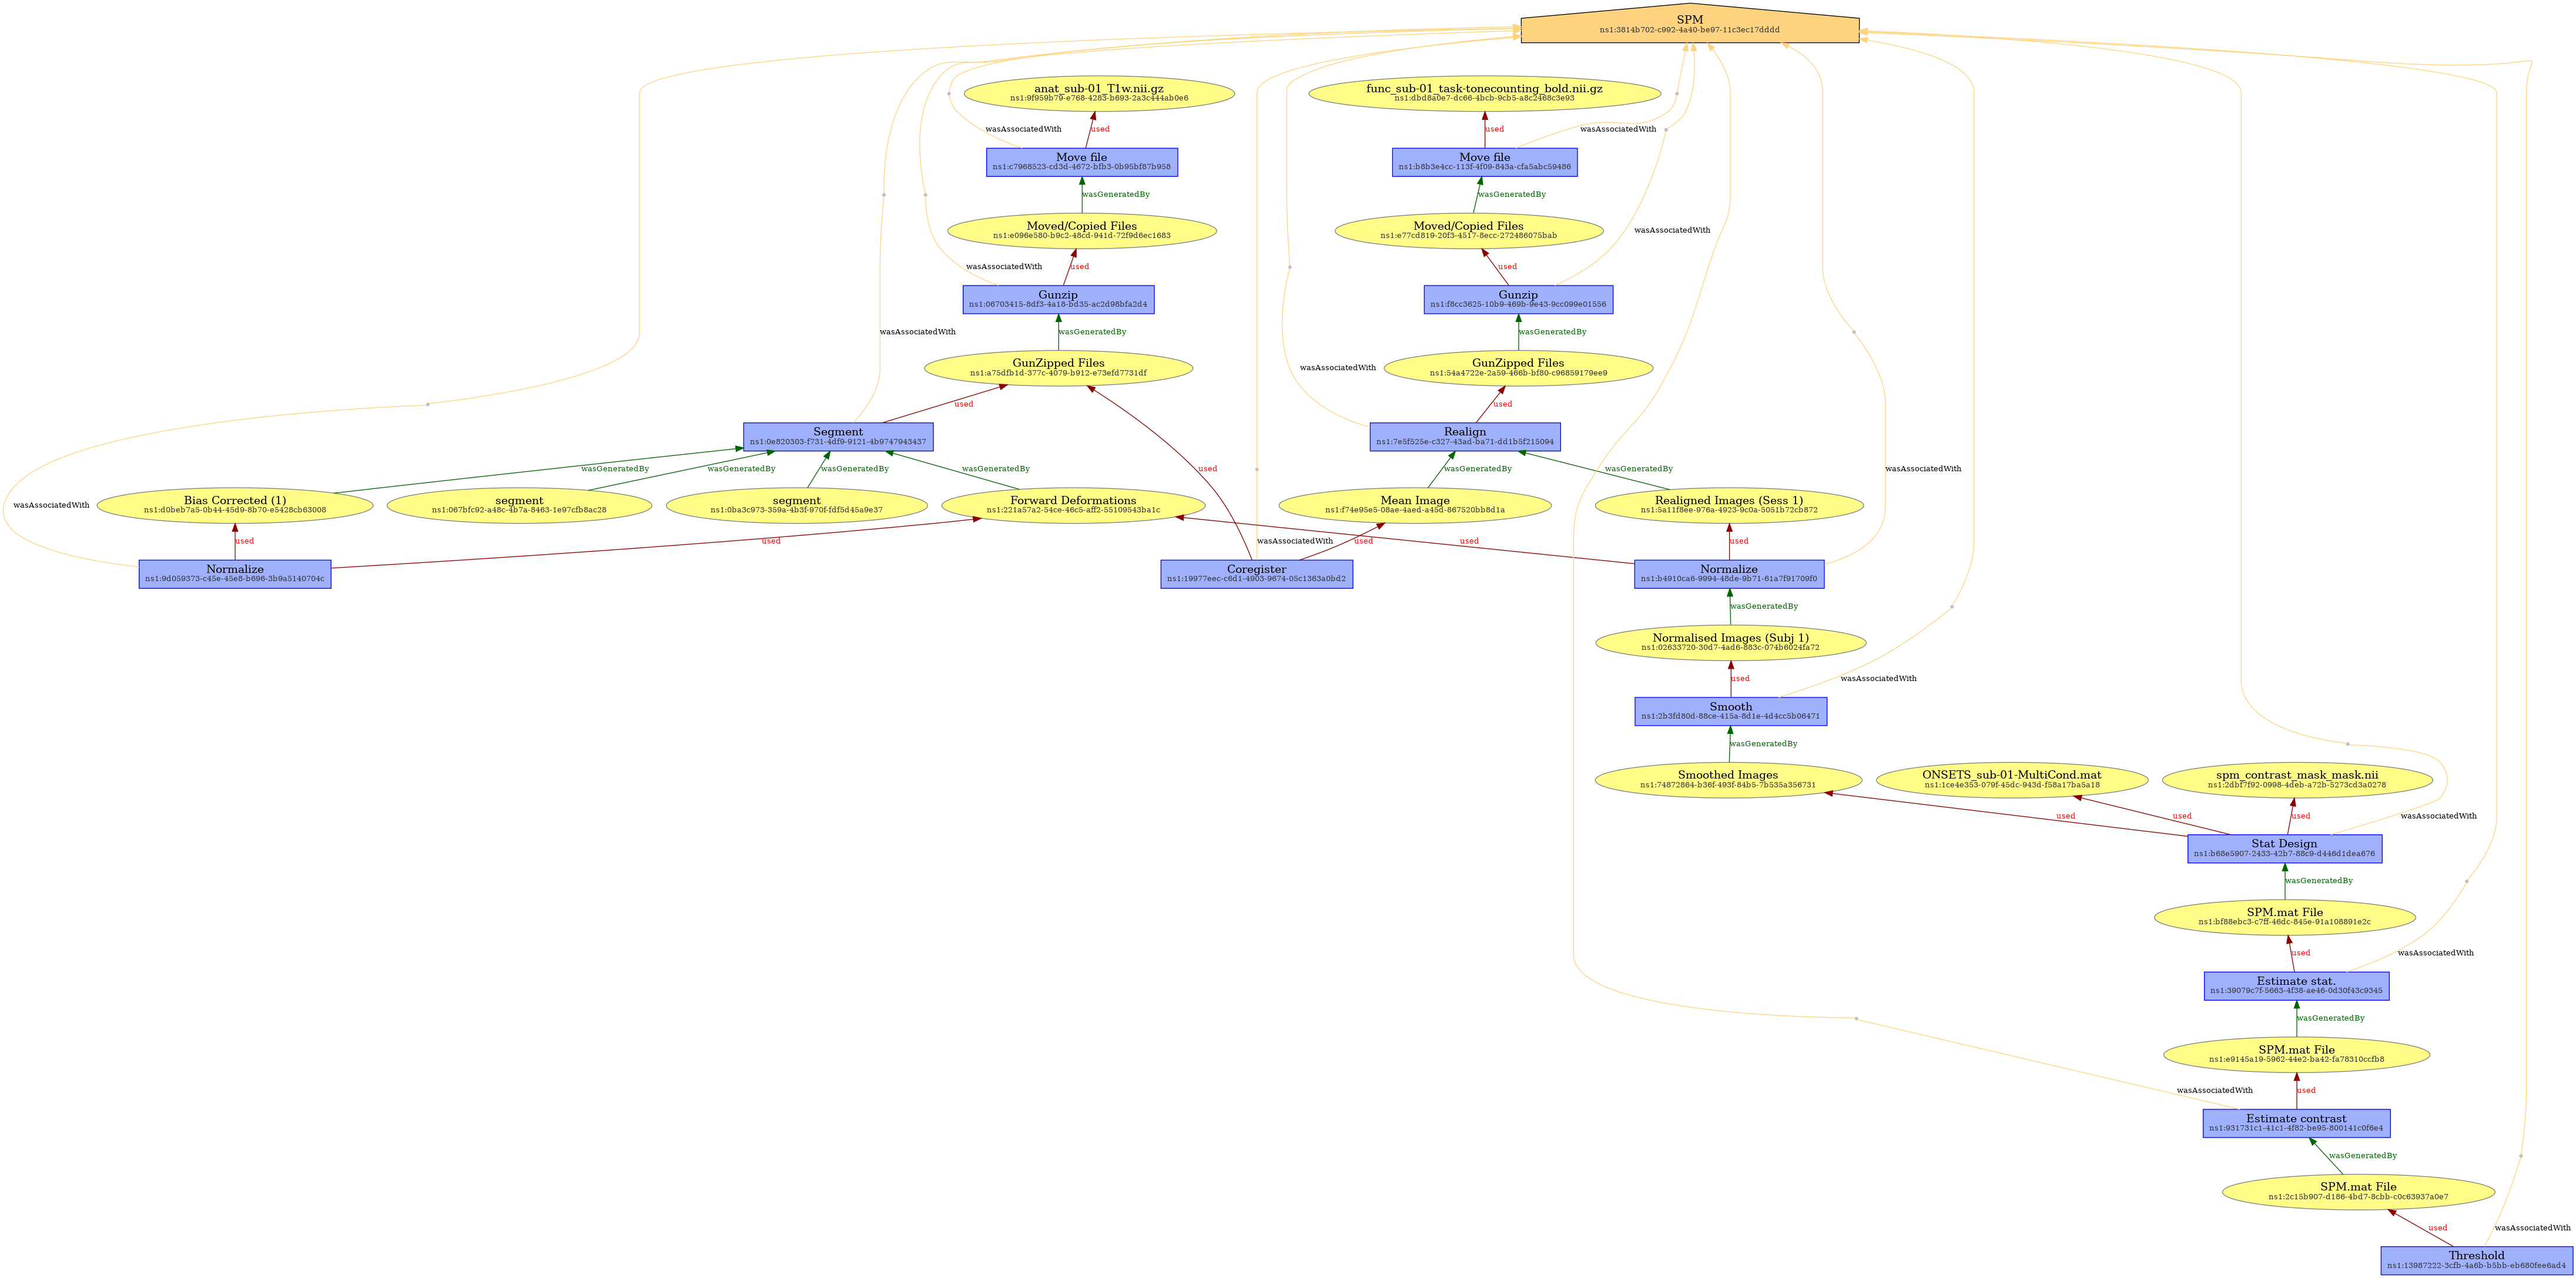 SPM
ns1:3814b702-c992-4a40-be97-11c3ec17dddd
anat_sub-01_T1w.nii.gz
ns1:9f959b79-e768-4283-b693-2a3c444ab0e6
func_sub-01_task-tonecounting_bold.nii.gz
ns1:dbd8a0e7-dc66-4bcb-9cb5-a8c2468c3e93
wasAssociatedWith
used
used
wasAssociatedWith
Move file
ns1:c7968523-cd3d-4672-bfb3-0b95bf87b958
Move file
ns1:b8b3e4cc-113f-4f09-843a-cfa5abc59486
wasGeneratedBy
wasGeneratedBy
Moved/Copied Files
ns1:e096e580-b9c2-48cd-941d-72f9d6ec1683
Moved/Copied Files
ns1:e77cd819-20f3-4517-8ecc-272486075bab
wasAssociatedWith
wasAssociatedWith
used
used
Gunzip
ns1:06703415-8df3-4a18-bd35-ac2d98bfa2d4
Gunzip
ns1:f8cc3625-10b9-469b-9e43-9cc099e01556
wasAssociatedWith
wasGeneratedBy
wasGeneratedBy
GunZipped Files
ns1:a75dfb1d-377c-4079-b912-e73efd7731df
GunZipped Files
ns1:54a4722e-2a59-466b-bf80-c96859179ee9
wasAssociatedWith
used
used
Segment
ns1:0e820303-f731-4df9-9121-4b9747943437
Realign
ns1:7e5f525e-c327-43ad-ba71-dd1b5f215094
wasGeneratedBy
wasGeneratedBy
wasGeneratedBy
wasGeneratedBy
used
wasGeneratedBy
wasGeneratedBy
wasAssociatedWith
wasAssociatedWith
Bias Corrected (1)
ns1:d0beb7a5-0b44-45d9-8b70-e5428cb63008
segment
ns1:067bfc92-a48c-4b7a-8463-1e97cfb8ac28
segment
ns1:0ba3c973-359a-4b3f-970f-fdf5d45a9e37
Forward Deformations
ns1:221a57a2-54ce-46c5-aff2-55109543ba1c
Mean Image
ns1:f74e95e5-08ae-4aed-a45d-867520bb8d1a
Realigned Images (Sess 1)
ns1:5a11f8ee-976a-4923-9c0a-5051b72cb872
used
used
wasAssociatedWith
used
used
used
Normalize
ns1:9d059373-c45e-45e8-b696-3b9a5140704c
Coregister
ns1:19977eec-c6d1-4903-9674-05c1363a0bd2
Normalize
ns1:b4910ca6-9994-48de-9b71-61a7f91709f0
wasGeneratedBy
Normalised Images (Subj 1)
ns1:02633720-30d7-4ad6-883c-074b6024fa72
used
wasAssociatedWith
Smooth
ns1:2b3fd80d-88ce-415a-8d1e-4d4cc5b06471
wasGeneratedBy
Smoothed Images
ns1:74872864-b36f-493f-84b5-7b535a356731
ONSETS_sub-01-MultiCond.mat
ns1:1ce4e353-079f-45dc-943d-f58a17ba5a18
spm_contrast_mask_mask.nii
ns1:2dbf7f92-0998-4deb-a72b-5273cd3a0278
used
used
used
wasAssociatedWith
Stat Design
ns1:b68e5907-2433-42b7-88c9-d446d1dea676
wasGeneratedBy
SPM.mat File
ns1:bf88ebc3-c7ff-46dc-845e-91a108891e2c
used
wasAssociatedWith
Estimate stat.
ns1:39079c7f-5663-4f38-ae46-0d30f43c9345
wasGeneratedBy
SPM.mat File
ns1:e9145a19-5962-44e2-ba42-fa78310ccfb8
wasAssociatedWith
used
Estimate contrast
ns1:931731c1-41c1-4f82-be95-800141c0f6e4
wasGeneratedBy
SPM.mat File
ns1:2c15b907-d186-4bd7-8cbb-c0c63937a0e7
used
wasAssociatedWith
Threshold
ns1:13987222-3cfb-4a6b-b5bb-eb680fee6ad4